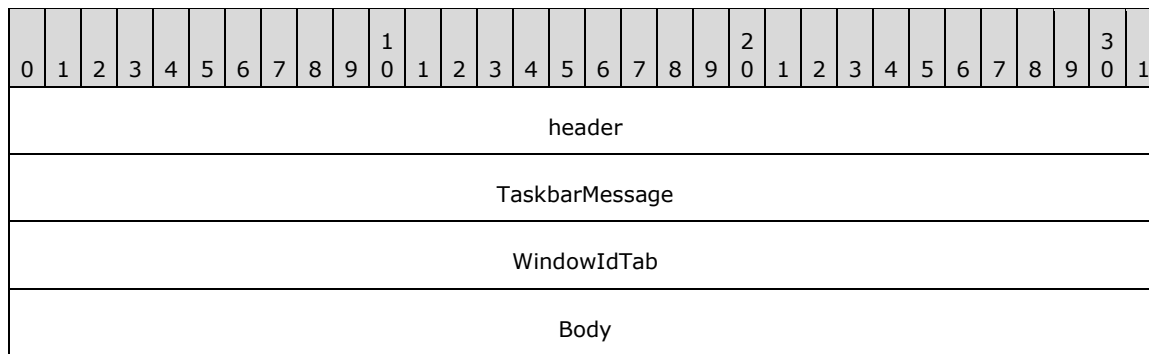 1 2 3
0 1 2 3 4 5 6 7 8 9 0 1 2 3 4 5 6 7 8 9 0 1 2 3 4 5 6 7 8 9 0 1
header
TaskbarMessage
WindowIdTab
Body